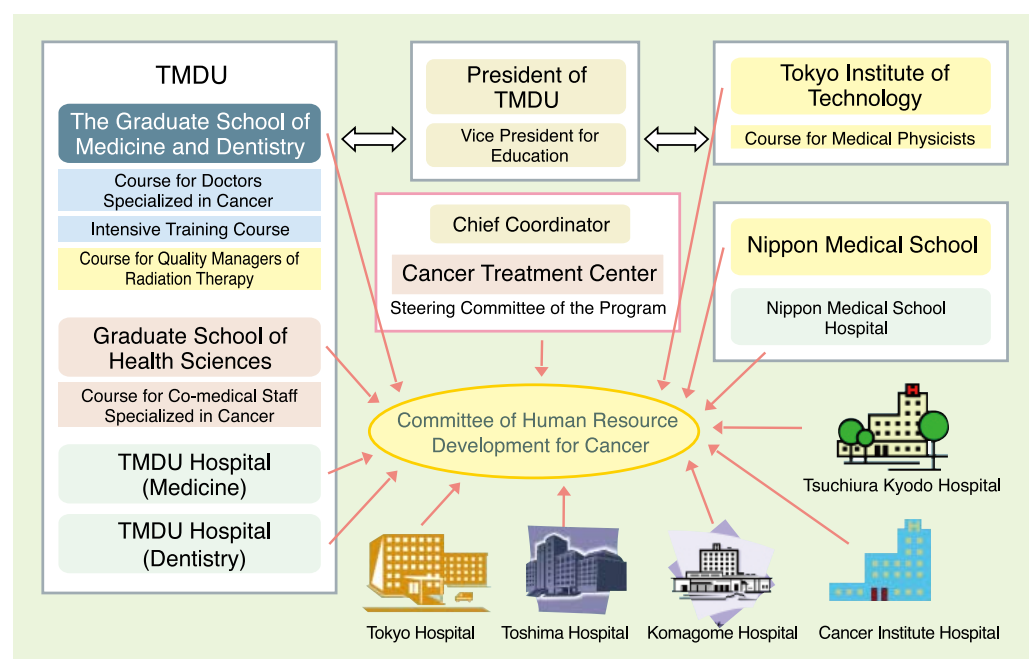 TMDU
The Graduate School of
Medicine and Dentistry
Course for Doctors
Specialized in Cancer
Intensive Training Course
Course for Quality Managers of
Radiation Therapy
Graduate School of
Health Sciences
Course for Co-medical Staff
Specialized in Cancer
TMDU Hospital
(Medicine)
TMDU Hospital
(Dentistry)
President of
TMDU
Vice President for
Education
Chief Coordinator
Cancer Treatment Center
Steering Committee of the Program
Tokyo Institute of
Technology
Course for Medical Physicists
Nippon Medical School
Nippon Medical School
Hospital
Committee of Human Resource
Development for Cancer
H
Tsuchiura Kyodo Hospital
Tokyo Hospital
Toshima Hospital
Komagome Hospital
Cancer Institute Hospital